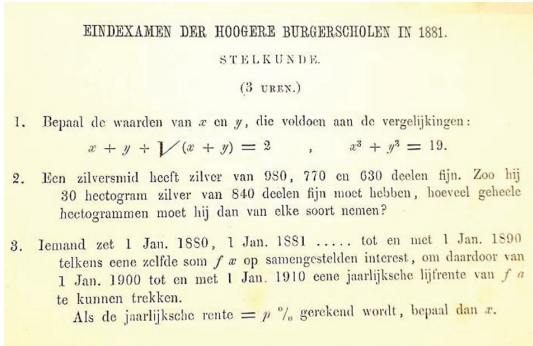 EINDEXAMEN DER HOOGERE BURGERSCHOLEN IN 1881.
STELKUNDE.
(3 UREN.)
1. Bepaal de waarden van x en y, die voldoen aan de vergelijkingen:
x + y + √(x + y) = 2 , x³ + y³ = 19.
2. Een zilversmid heeft zilver van 980, 770 en 630 deelen fijn. Zoo hij
30 hectogram zilver van 840 deelen fijn moet hebben, hoeveel geheele
hectogrammen moet hij dan van elke soort nemen?
3. Iemand zet 1 Jan. 1880, 1 Jan. 1881 ..... tot en met 1 Jan. 1890
telkens eene zelfde som f x op samengestelden interest, om daardoor van
1 Jan. 1900 tot en met 1 Jan. 1910 eene jaarlijksche lijfrente van f a
te kunnen trekken.
Als de jaarlijksche rente = p % gerekend wordt, bepaal dan x.